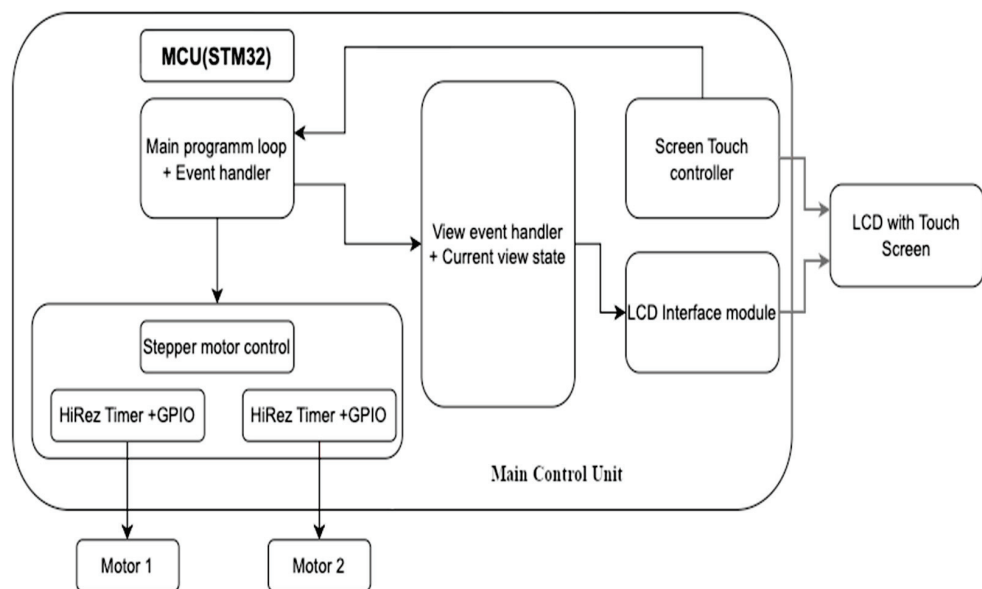 MCU(STM32)
Main programm loop
+ Event handler
View event handler
+ Current view state
Screen Touch
controller
LCD with Touch
Screen
LCD Interface module
Stepper motor control
HiRez Timer +GPIO
HiRez Timer +GPIO
Main Control Unit
Motor 1
Motor 2